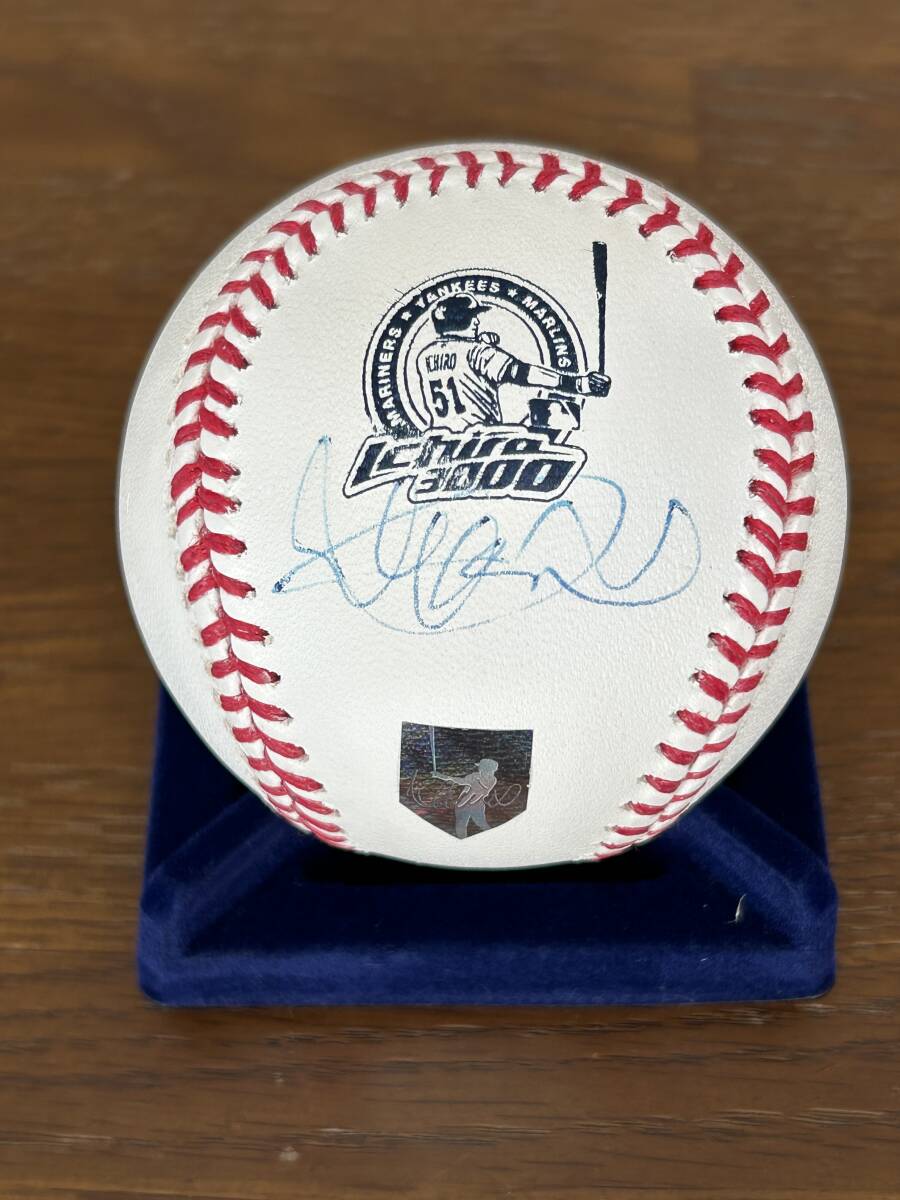 MARINERS ★ YANKEES ★ MARLINS
ICHIRO
51
Ichiro
3000